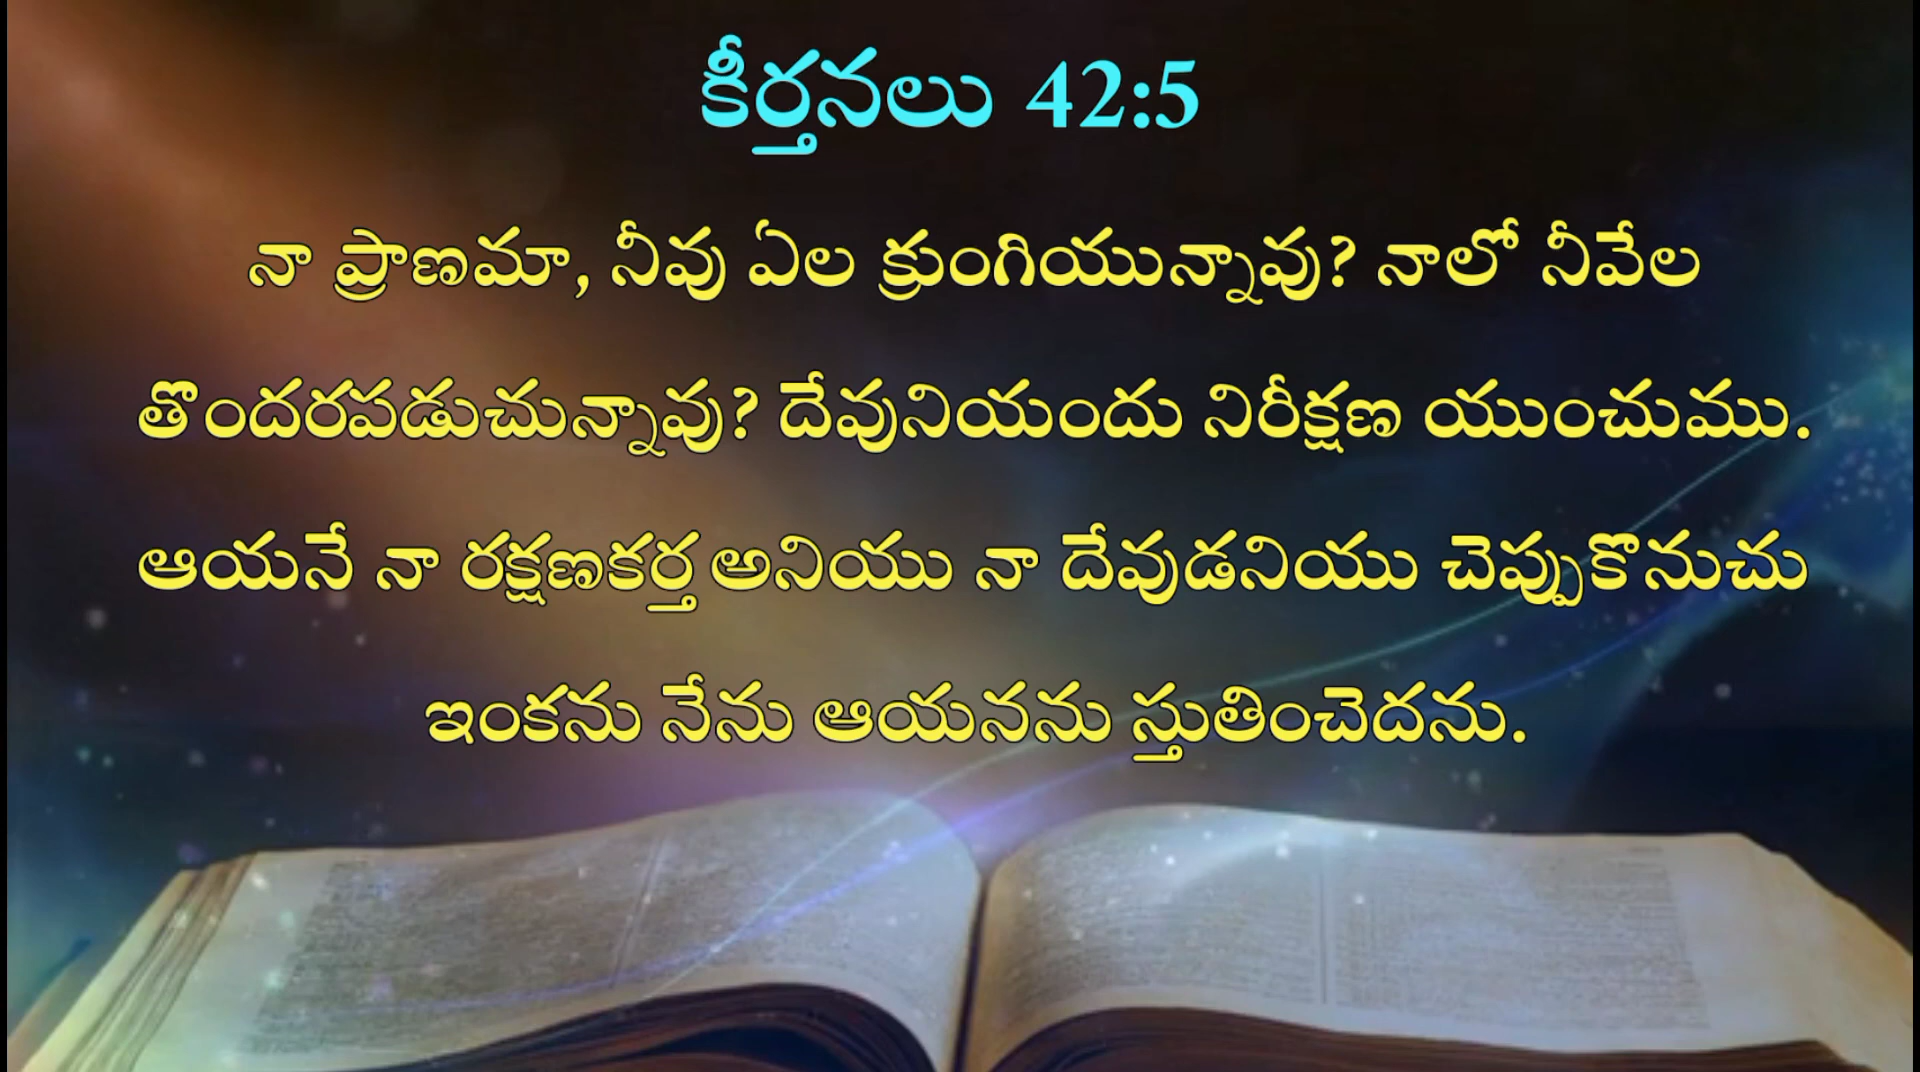 కీర్తనలు 42:5
నా ప్రాణమా, నీవు ఏల క్రుంగియున్నావు? నాలో నీవేల
తొందరపడుచున్నావు? దేవునియందు నిరీక్షణ యుంచుము.
ఆయనే నా రక్షణకర్త అనియు నా దేవుడనియు చెప్పుకొనుచు
ఇంకను నేను ఆయనను స్తుతించెదను.